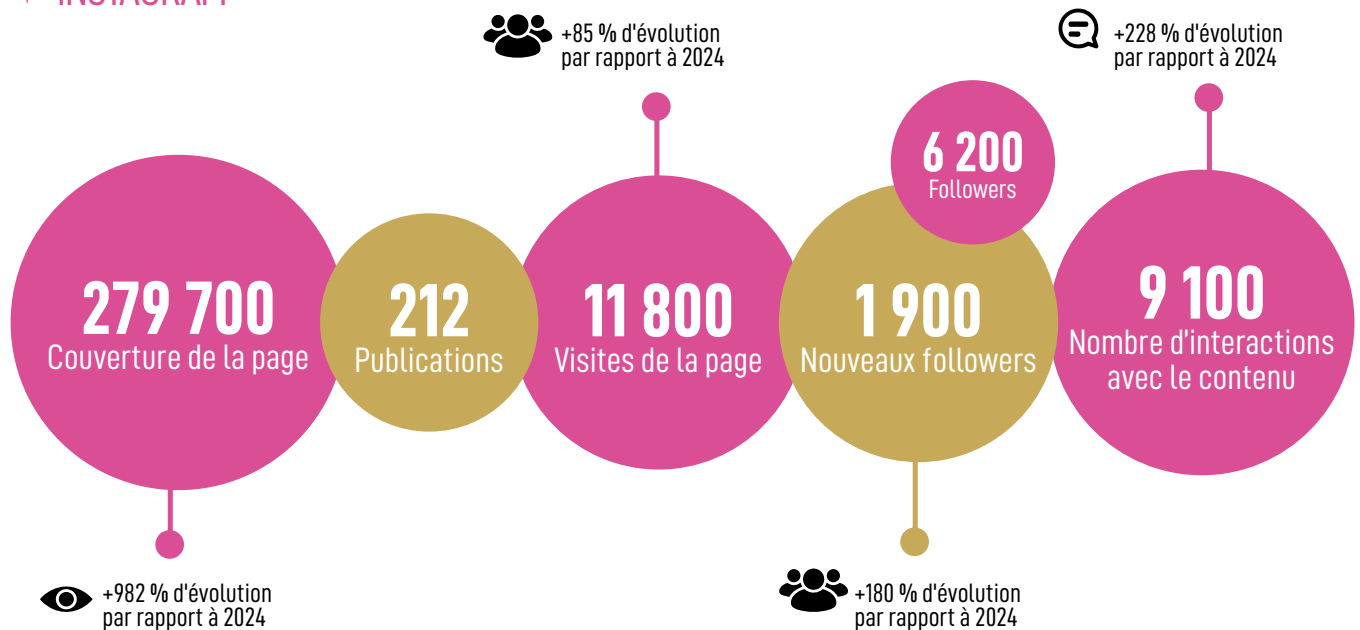 +85 % d'évolution
par rapport à 2024
+228 % d'évolution
par rapport à 2024
6 200
Followers
279 700
Couverture de la page
212
Publications
11 800
Visites de la page
1 900
Nouveaux followers
9 100
Nombre d'interactions
avec le contenu
+982 % d'évolution
par rapport à 2024
+180 % d'évolution
par rapport à 2024